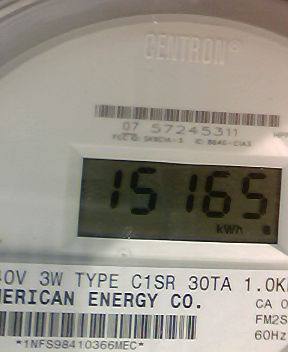 CENTRON®
07 57245311
15165
kWh
40V 3W TYPE C1SR 30TA 1.0K
MERICAN ENERGY CO. CA 0
FM2S
60Hz
*1NFS98410366MEC*